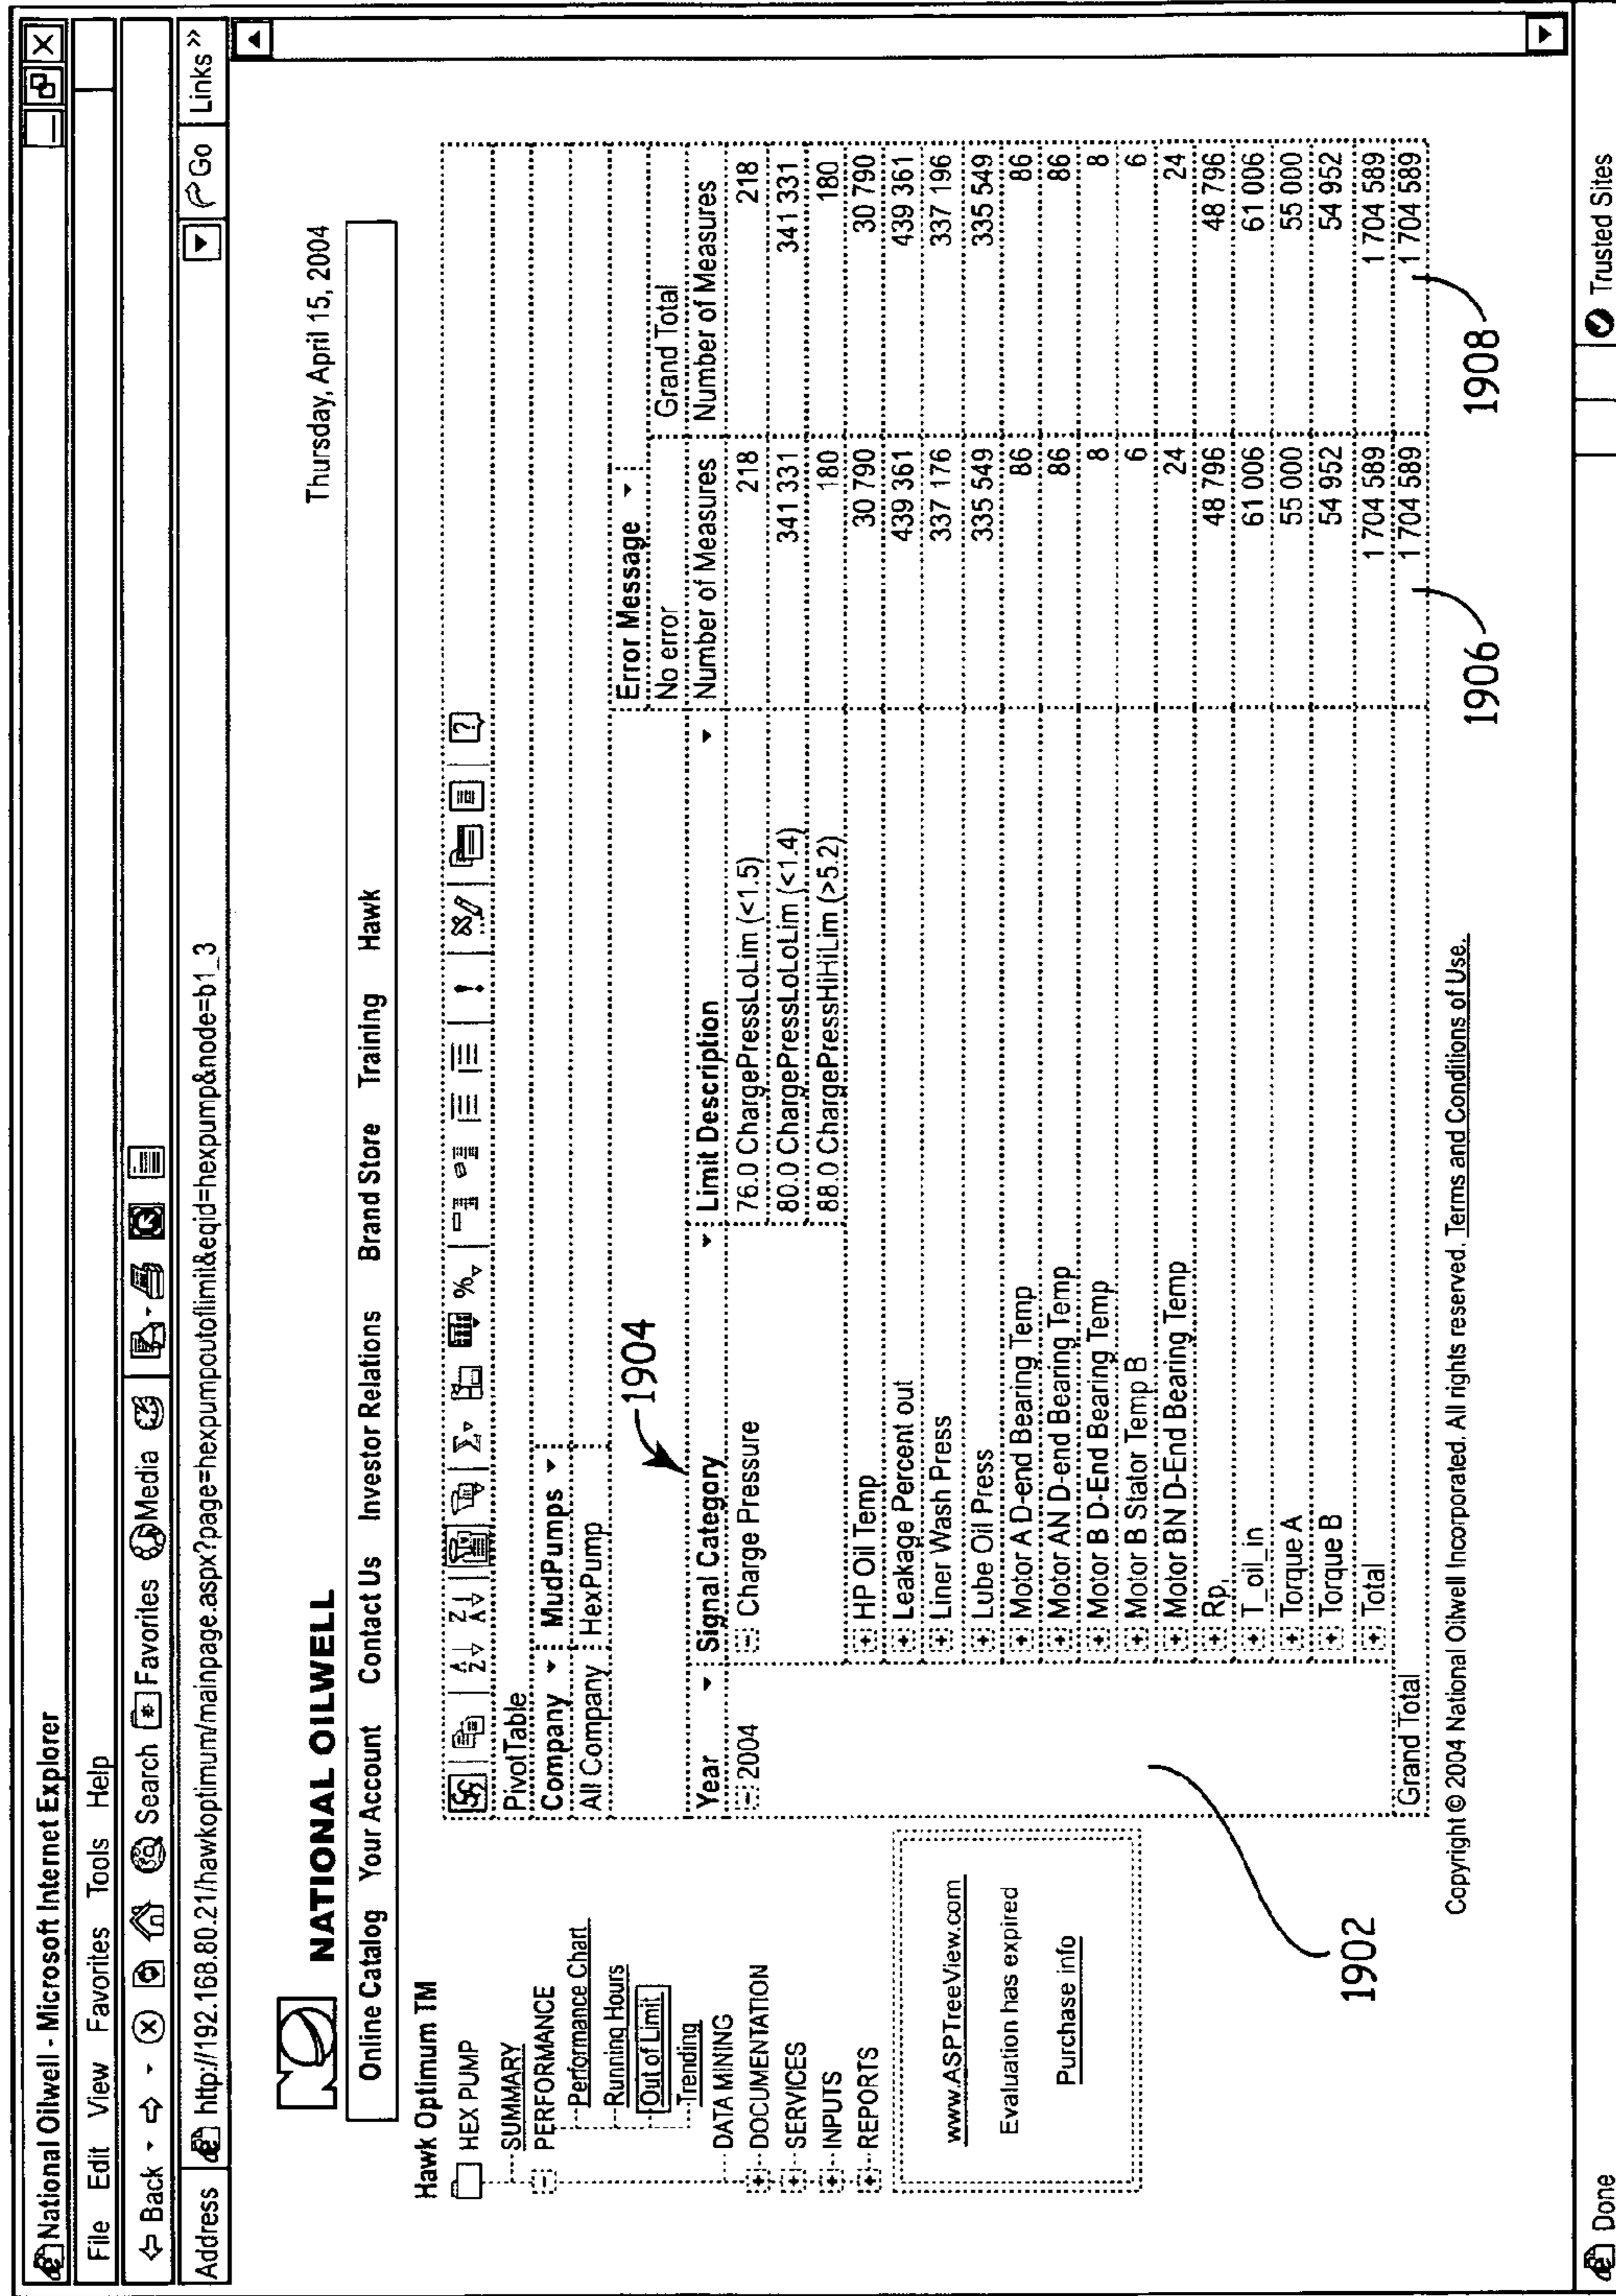 National Oilwell - Microsoft Internet Explorer
File Edit View Favorites Tools Help
Back Search Favorites Media
Address http://192.168.80.21/hawkoptimum/mainpage.aspx?page=hexpumpoutoflimit&eqid=hexpump&node=b1_3 Go Links »
NATIONAL OILWELL
Thursday, April 15, 2004
Online Catalog Your Account Contact Us Investor Relations Brand Store Training Hawk
Hawk Optimum TM
HEX PUMP
SUMMARY
PERFORMANCE
Performance Chart
Running Hours
Out of Limit
Trending
DATA MINING
DOCUMENTATION
SERVICES
INPUTS
REPORTS
www.ASPTreeView.com
Evaluation has expired
Purchase info
PivotTable
Company MudPumps
All Company HexPump
1904
Error Message
No error Grand Total
Year Signal Category Limit Description Number of Measures Number of Measures
2004 Charge Pressure 76.0 ChargePressLoLim (<1.5) 218 218
80.0 ChargePressLoLoLim (<1.4) 341 331 341 331
88.0 ChargePressHiHiLim (>5.2) 180 180
HP Oil Temp 30 790 30 790
Leakage Percent out 439 361 439 361
Liner Wash Press 337 176 337 196
Lube Oil Press 335 549 335 549
Motor A D-end Bearing Temp 86 86
Motor AN D-end Bearing Temp 86 86
Motor B D-End Bearing Temp 8 8
Motor B Stator Temp B 6 6
Motor BN D-End Bearing Temp 24 24
Rp. 48 796 48 796
T_oil_in 61 006 61 006
Torque A 55 000 55 000
Torque B 54 952 54 952
Total 1 704 589 1 704 589
Grand Total 1 704 589 1 704 589
1902
1906
1908
Copyright © 2004 National Oilwell Incorporated. All rights reserved. Terms and Conditions of Use.
Done Trusted Sites